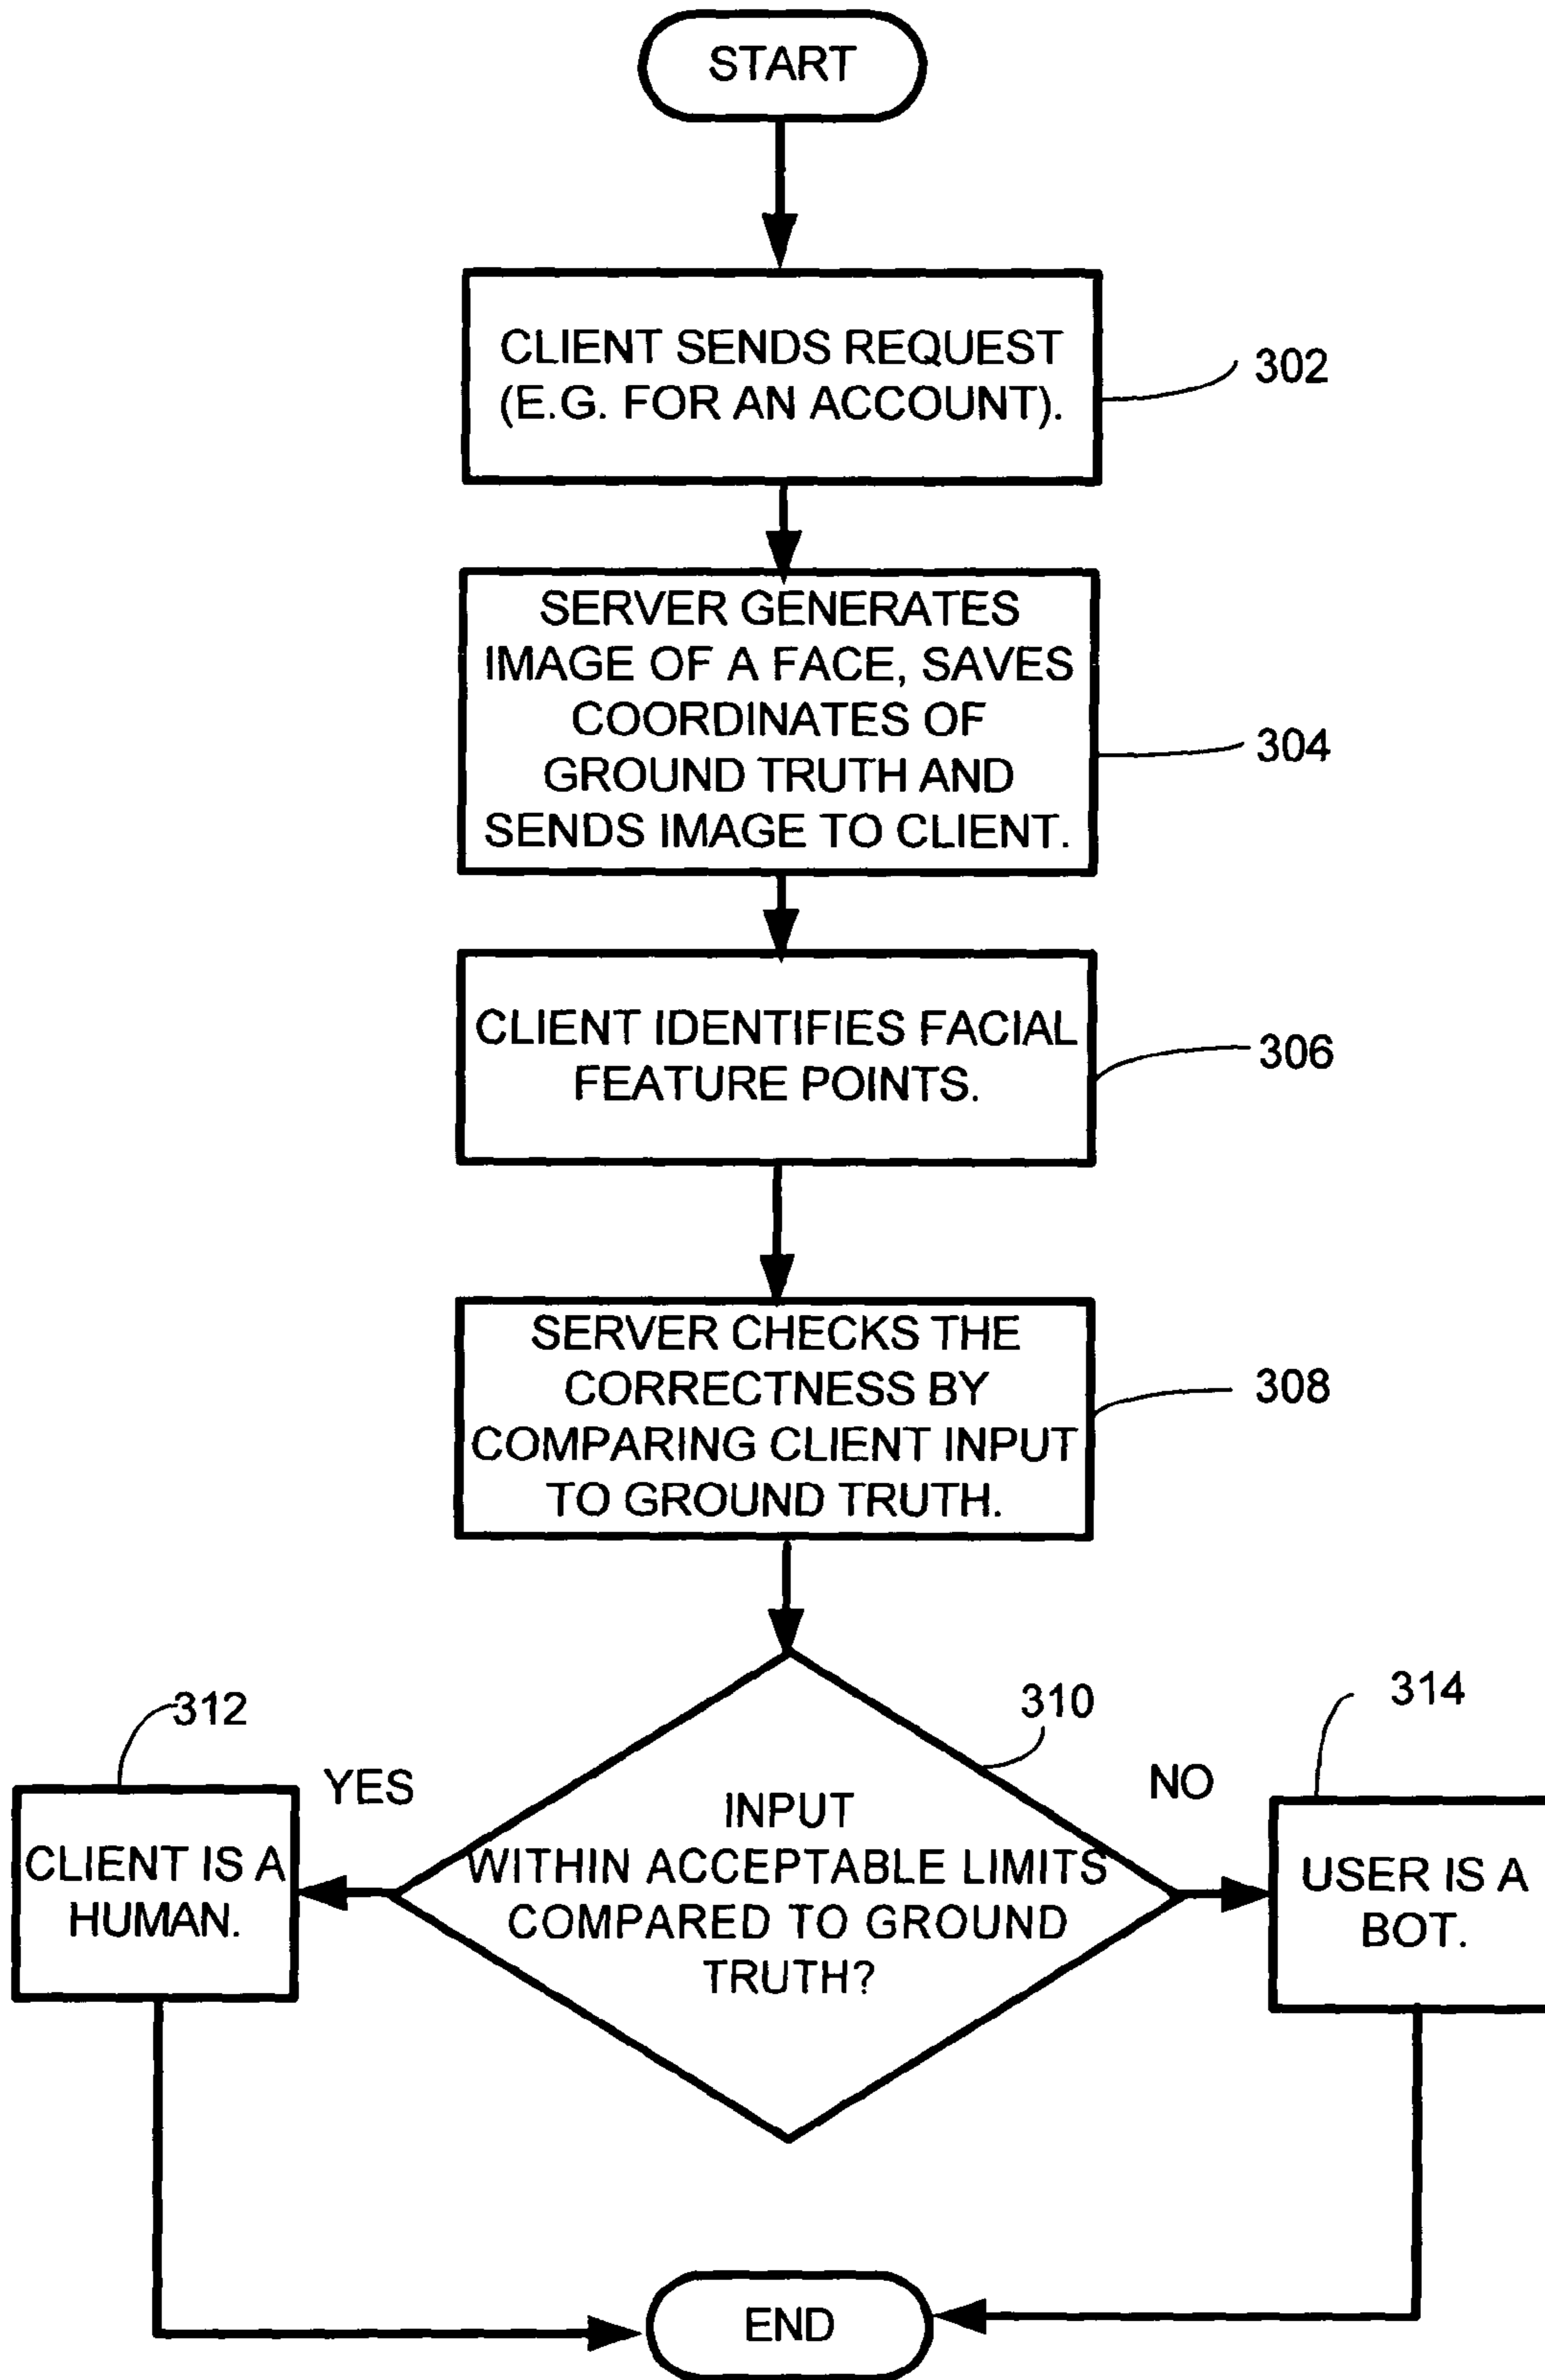 START
CLIENT SENDS REQUEST
(E.G. FOR AN ACCOUNT).
302
SERVER GENERATES
IMAGE OF A FACE, SAVES
COORDINATES OF
GROUND TRUTH AND
SENDS IMAGE TO CLIENT.
304
CLIENT IDENTIFIES FACIAL
FEATURE POINTS.
306
SERVER CHECKS THE
CORRECTNESS BY
COMPARING CLIENT INPUT
TO GROUND TRUTH.
308
312
310
314
YES
NO
CLIENT IS A
HUMAN.
INPUT
WITHIN ACCEPTABLE LIMITS
COMPARED TO GROUND
TRUTH?
USER IS A
BOT.
END